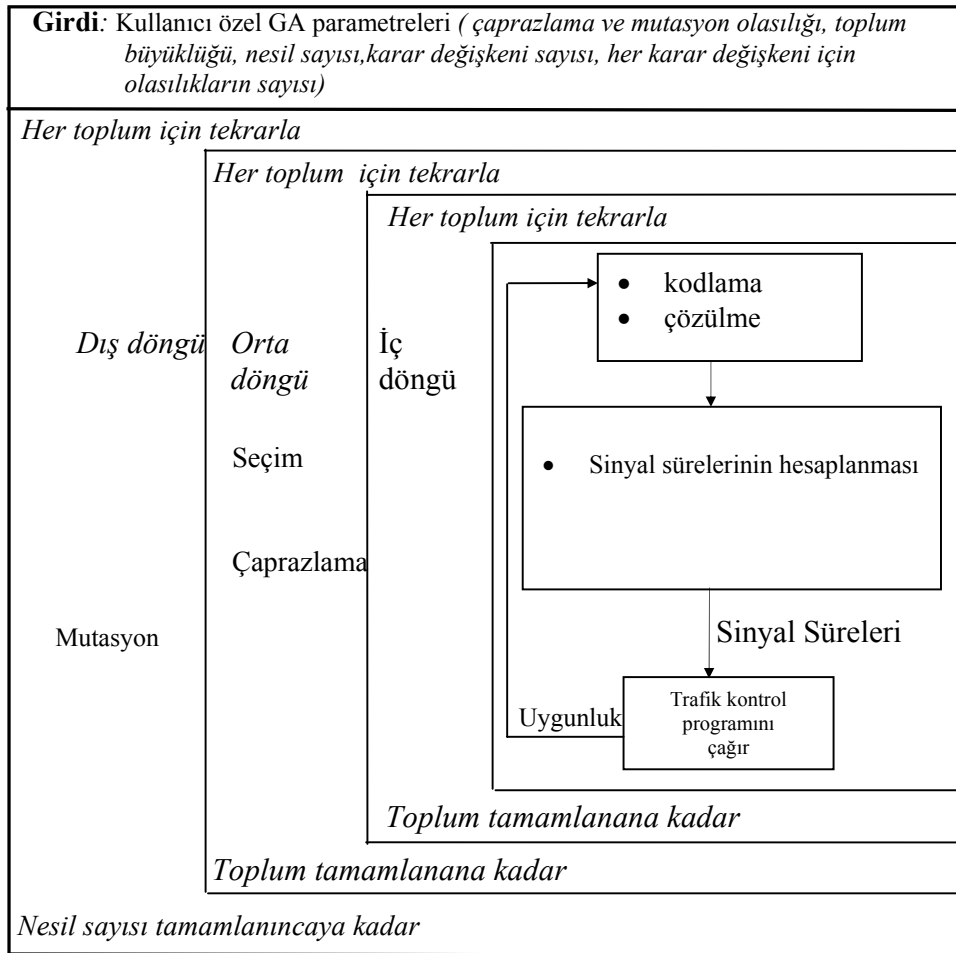 Girdi: Kullanıcı özel GA parametreleri ( çaprazlama ve mutasyon olasılığı, toplum
büyüklüğü, nesil sayısı,karar değişkeni sayısı, her karar değişkeni için
olasılıkların sayısı)
Her toplum için tekrarla
Her toplum için tekrarla
Her toplum için tekrarla
• kodlama
• çözülme
Dış döngü
Orta
döngü
İç
döngü
Seçim
• Sinyal sürelerinin hesaplanması
Çaprazlama
Mutasyon
Sinyal Süreleri
Uygunluk
Trafik kontrol
programını
çağır
Toplum tamamlanana kadar
Toplum tamamlanana kadar
Nesil sayısı tamamlanıncaya kadar